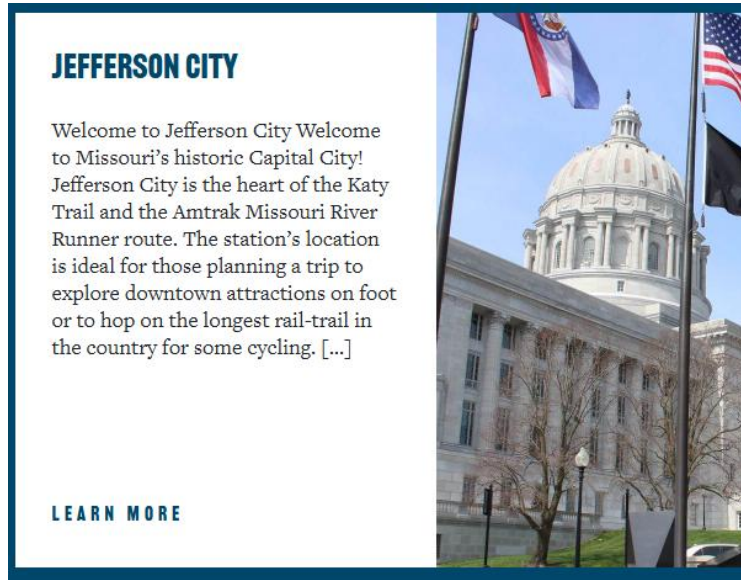 JEFFERSON CITY
Welcome to Jefferson City Welcome
to Missouri’s historic Capital City!
Jefferson City is the heart of the Katy
Trail and the Amtrak Missouri River
Runner route. The station’s location
is ideal for those planning a trip to
explore downtown attractions on foot
or to hop on the longest rail-trail in
the country for some cycling. [...]
LEARN MORE